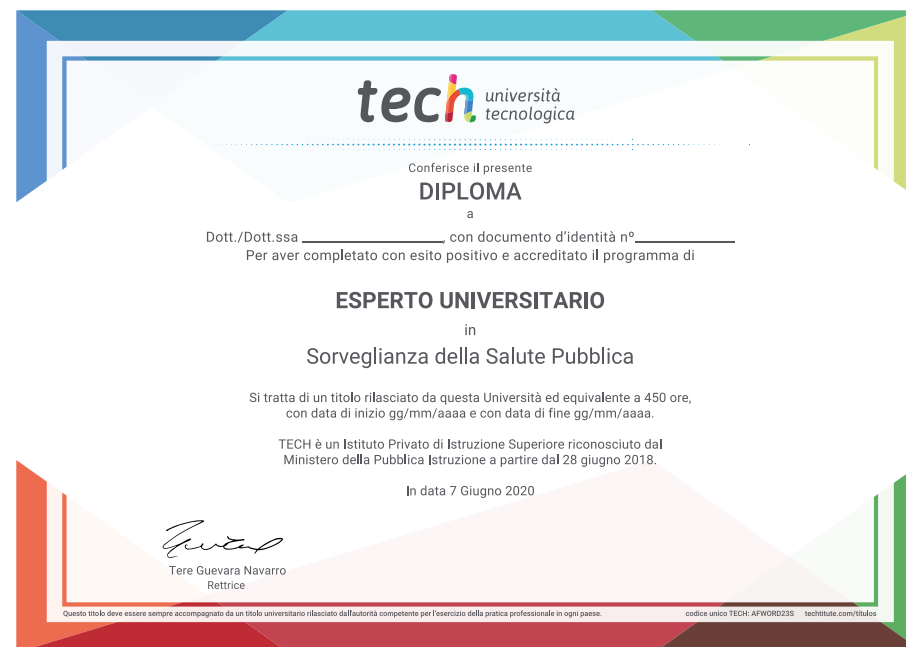 tech università
tecnologica
Conferisce il presente
DIPLOMA
a
Dott./Dott.ssa ____________________, con documento d'identità nº______________
Per aver completato con esito positivo e accreditato il programma di
ESPERTO UNIVERSITARIO
in
Sorveglianza della Salute Pubblica
Si tratta di un titolo rilasciato da questa Università ed equivalente a 450 ore,
con data di inizio gg/mm/aaaa e con data di fine gg/mm/aaaa.
TECH è un Istituto Privato di Istruzione Superiore riconosciuto dal
Ministero della Pubblica Istruzione a partire dal 28 giugno 2018.
In data 7 Giugno 2020
Tere Guevara Navarro
Rettrice
Questo titolo deve essere sempre accompagnato da un titolo universitario rilasciato dall'autorità competente per l'esercizio della pratica professionale in ogni paese. codice unico TECH: AFWORD23S techtitute.com/titulos